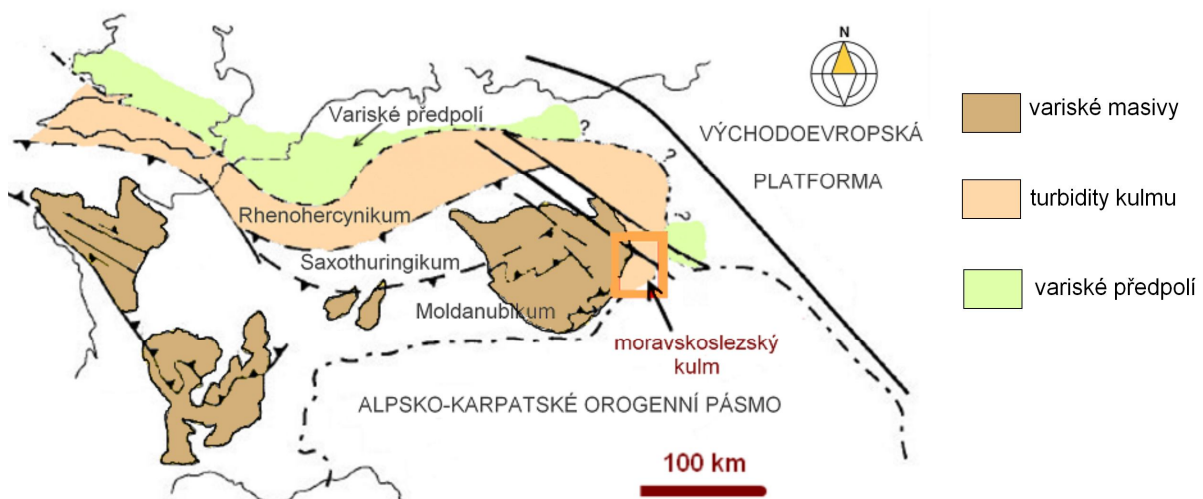 N
variské masivy
Variské předpolí
?
VÝCHODOEVROPSKÁ
PLATFORMA
?
turbidity kulmu
Rhenohercynikum
?
Saxothuringikum
variské předpolí
Moldanubikum
moravskoslezský
kulm
ALPSKO-KARPATSKÉ OROGENNÍ PÁSMO
100 km